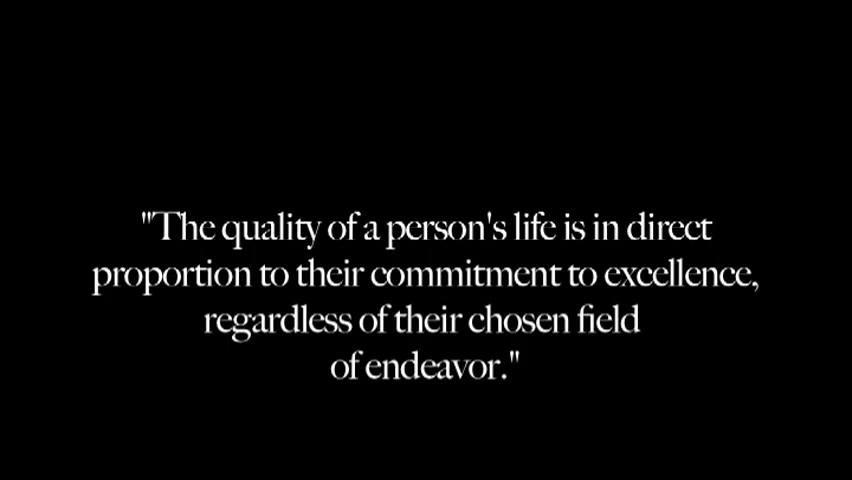 "The quality of a person's life is in direct
proportion to their commitment to excellence,
regardless of their chosen field
of endeavor."